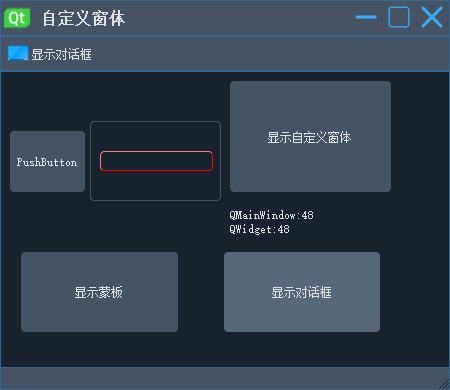 Qt 自定义窗体
显示对话框
PushButton
显示自定义窗体
QMainWindow:48
QWidget:48
显示蒙板
显示对话框